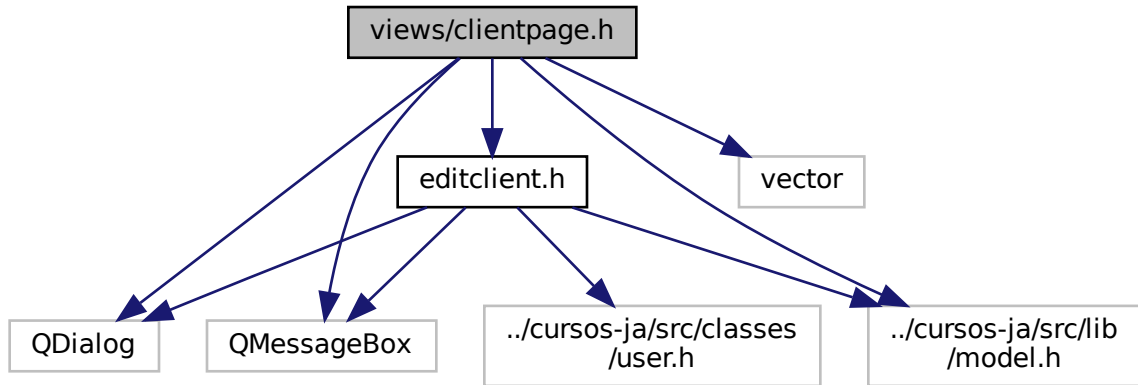 views/clientpage.h
editclient.h
vector
QDialog
QMessageBox
../cursos-ja/src/classes
/user.h
../cursos-ja/src/lib
/model.h